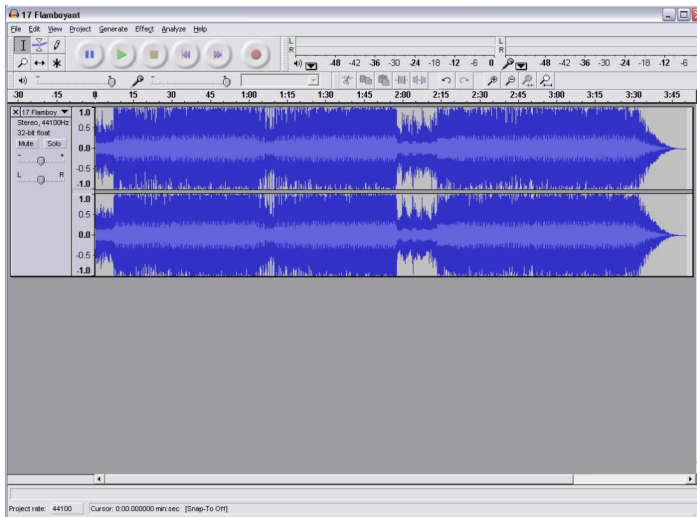 17 Flamboyant
File Edit View Project Generate Effect Analyze Help
L
R
-48 -42 -36 -30 -24 -18 -12 -6 0
L
R
-48 -42 -36 -30 -24 -18 -12 -6
-30 -15 0 15 30 45 1:00 1:15 1:30 1:45 2:00 2:15 2:30 2:45 3:00 3:15 3:30 3:45
17 Flamboy
Stereo, 44100Hz
32-bit float
Mute Solo
- +
L R
1.0
0.5
0.0
-0.5
-1.0
1.0
0.5
0.0
-0.5
-1.0
Project rate: 44100 Cursor: 0:00.000000 min:sec [Snap-To Off]